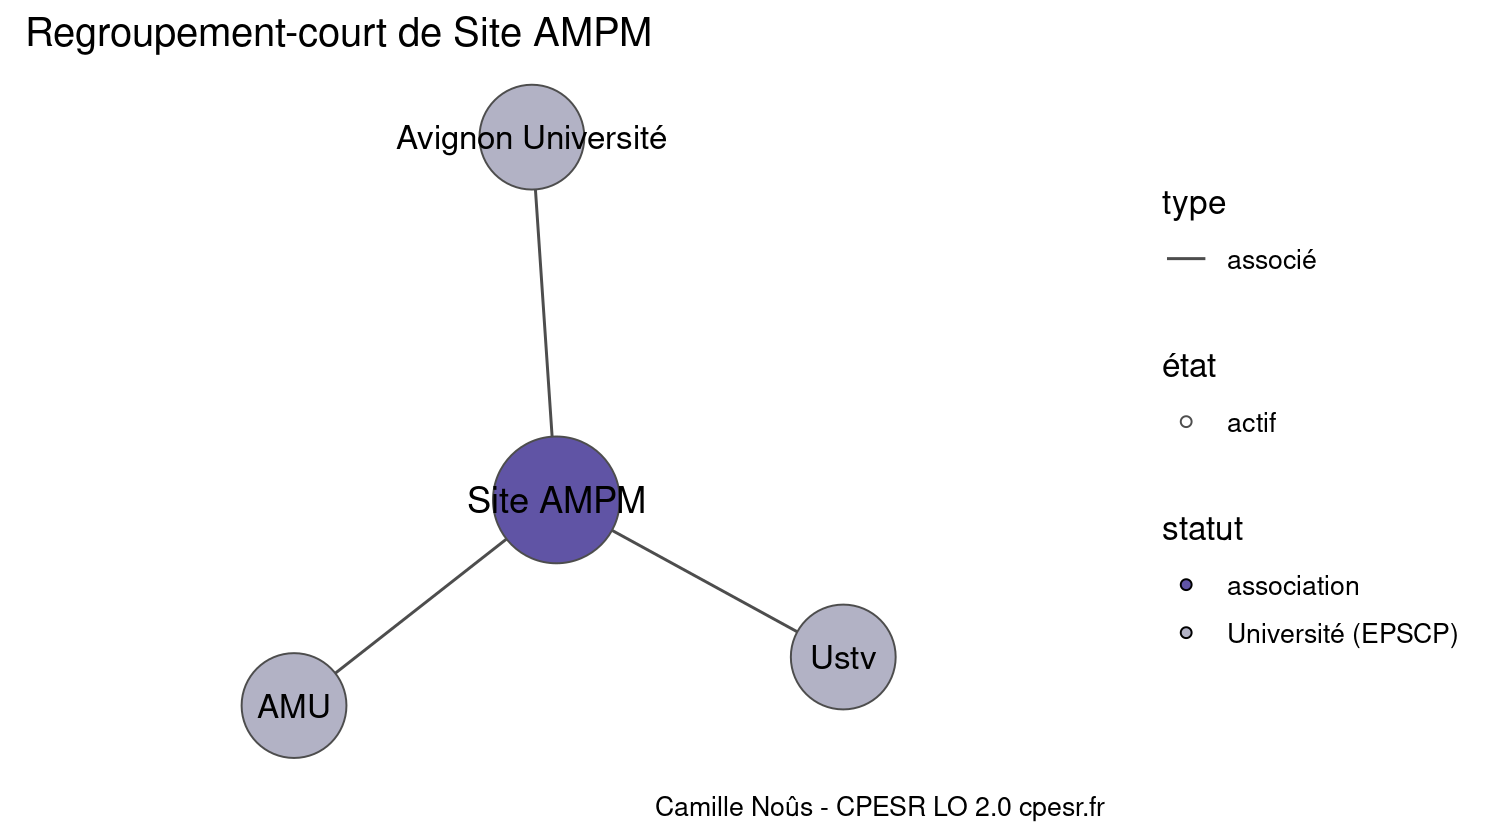 Regroupement-court de Site AMPM
Avignon Université
Site AMPM
AMU
Ustv
type
associé
état
actif
statut
association
Université (EPSCP)
Camille Noûs - CPESR LO 2.0 cpesr.fr